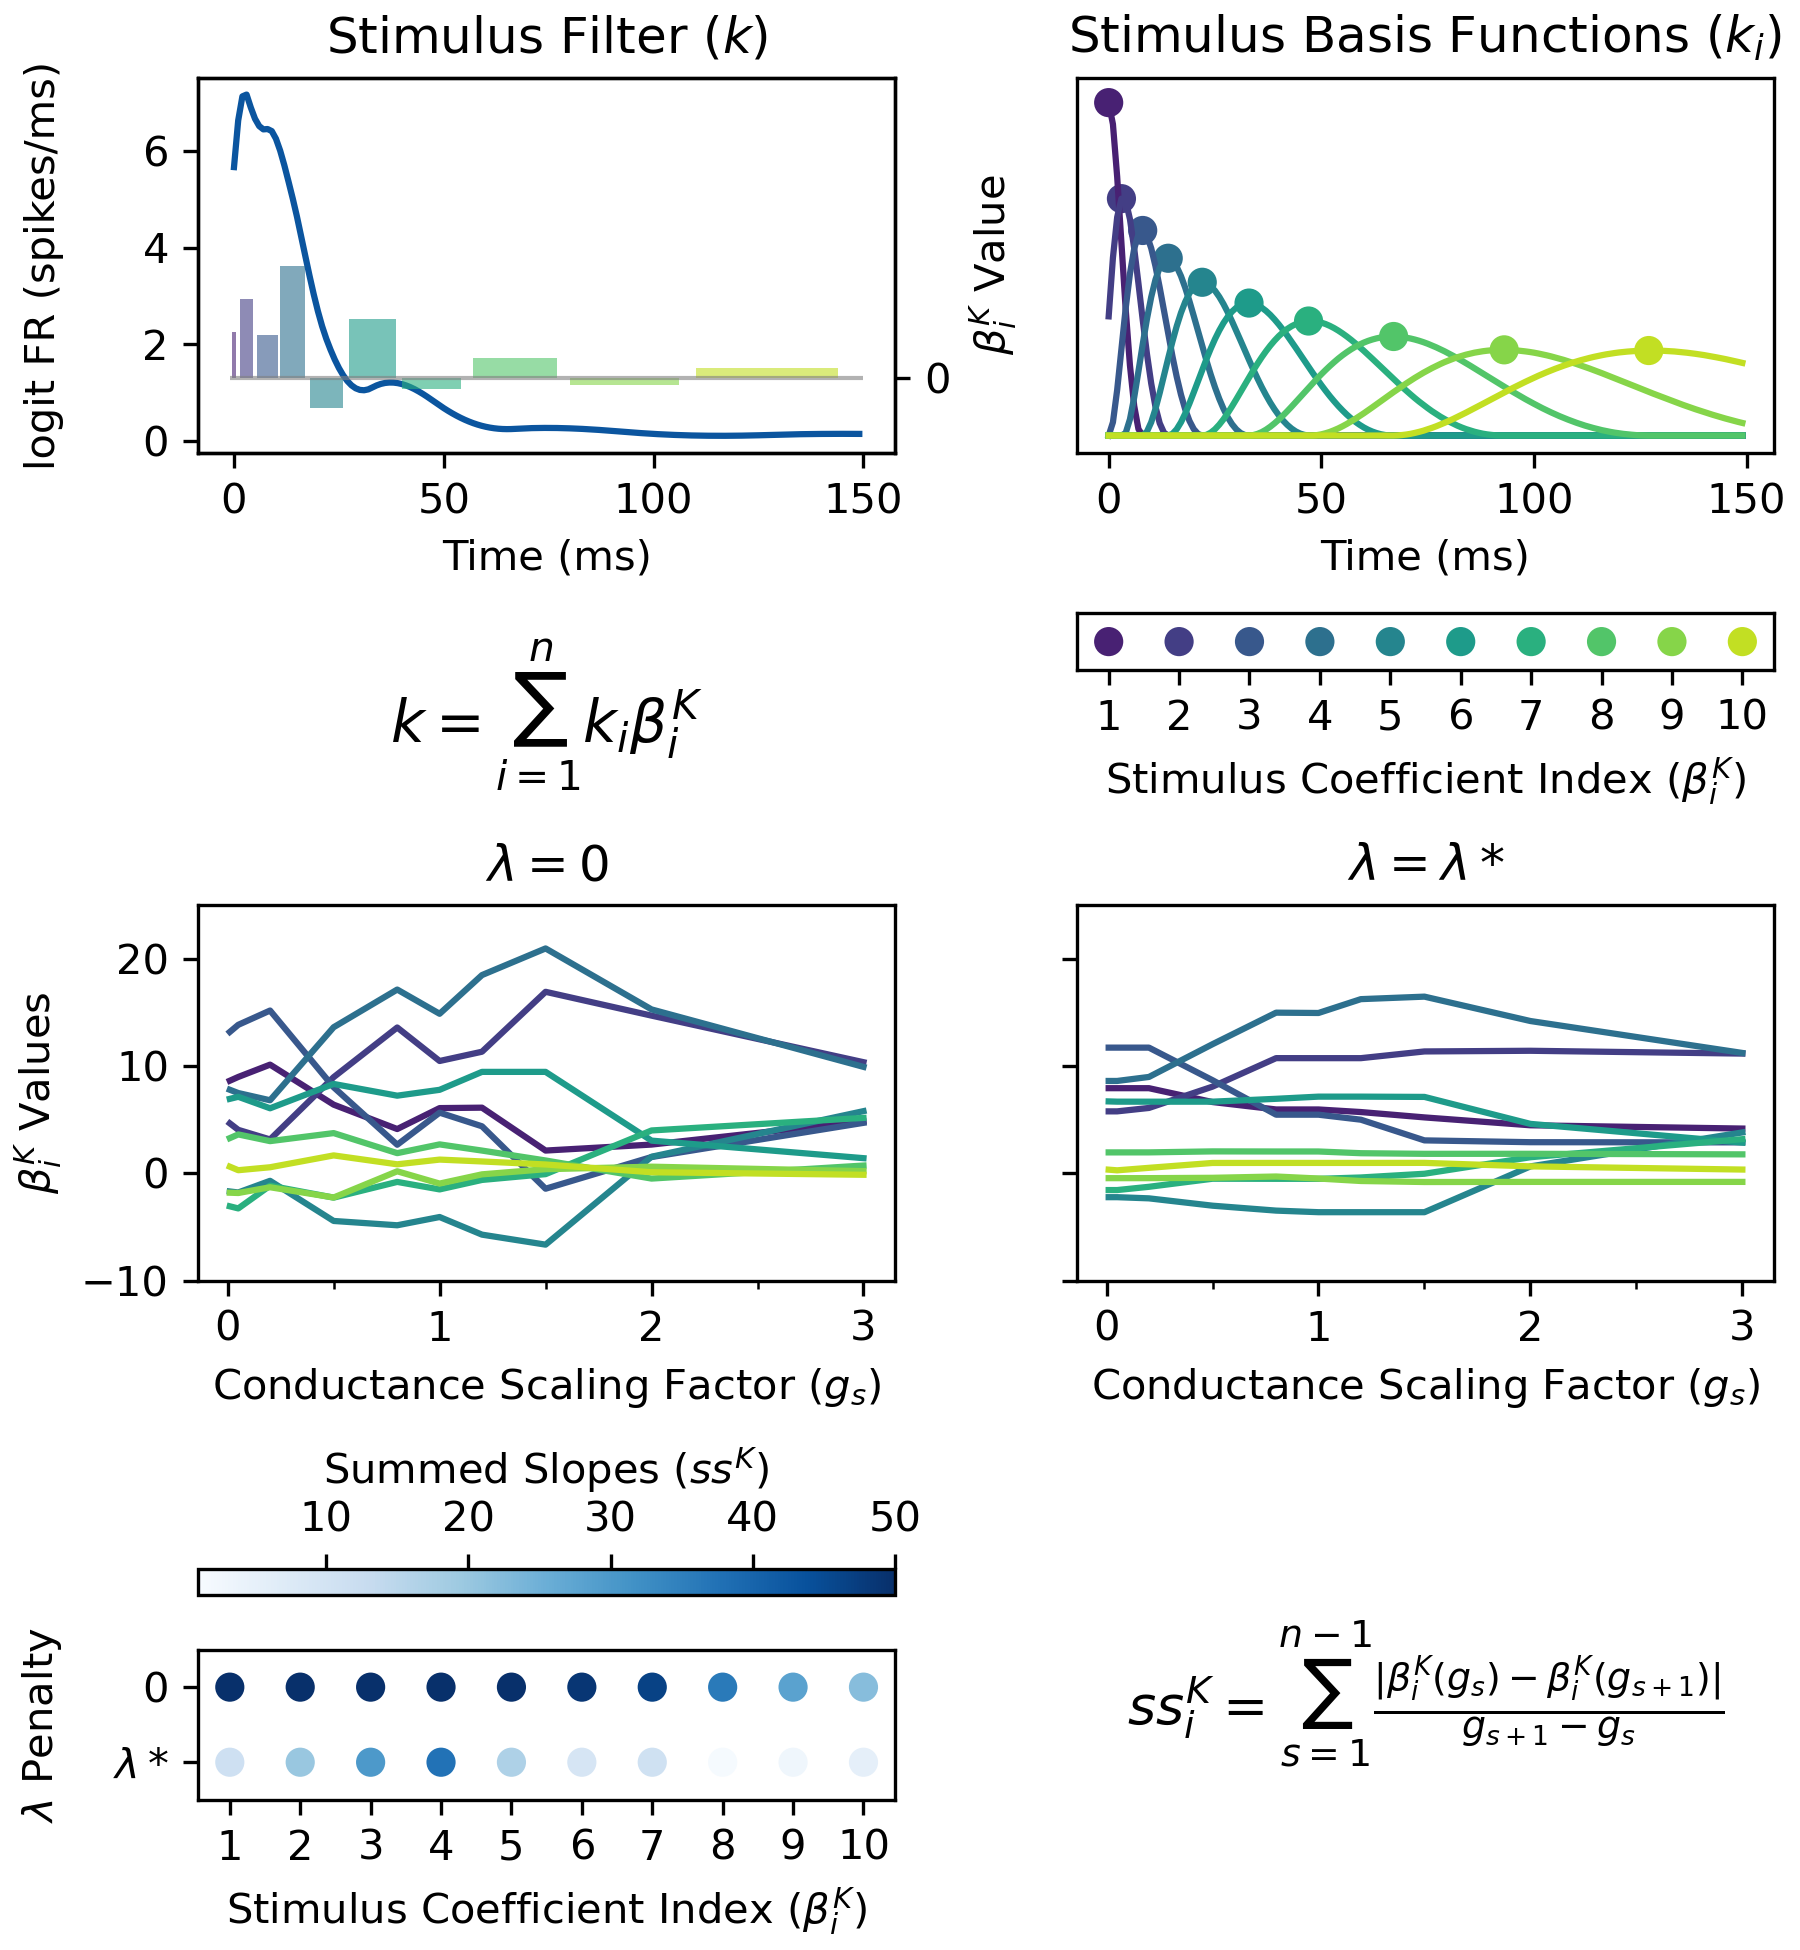 Stimulus Filter (k)
logit FR (spikes/ms)
6
4
2
0
0 50 100 150
Time (ms)
0
β_i^K Value
Stimulus Basis Functions (k_i)
0 50 100 150
Time (ms)
k = ∑_{i=1}^{n} k_i β_i^K
1 2 3 4 5 6 7 8 9 10
Stimulus Coefficient Index (β_i^K)
λ = 0
β_i^K Values
20
10
0
−10
0 1 2 3
Conductance Scaling Factor (g_s)
λ = λ *
0 1 2 3
Conductance Scaling Factor (g_s)
Summed Slopes (ss^K)
10 20 30 40 50
λ Penalty
0
λ *
1 2 3 4 5 6 7 8 9 10
Stimulus Coefficient Index (β_i^K)
ss_i^K = ∑_{s=1}^{n−1} |β_i^K(g_s) − β_i^K(g_{s+1})| / g_{s+1} − g_s